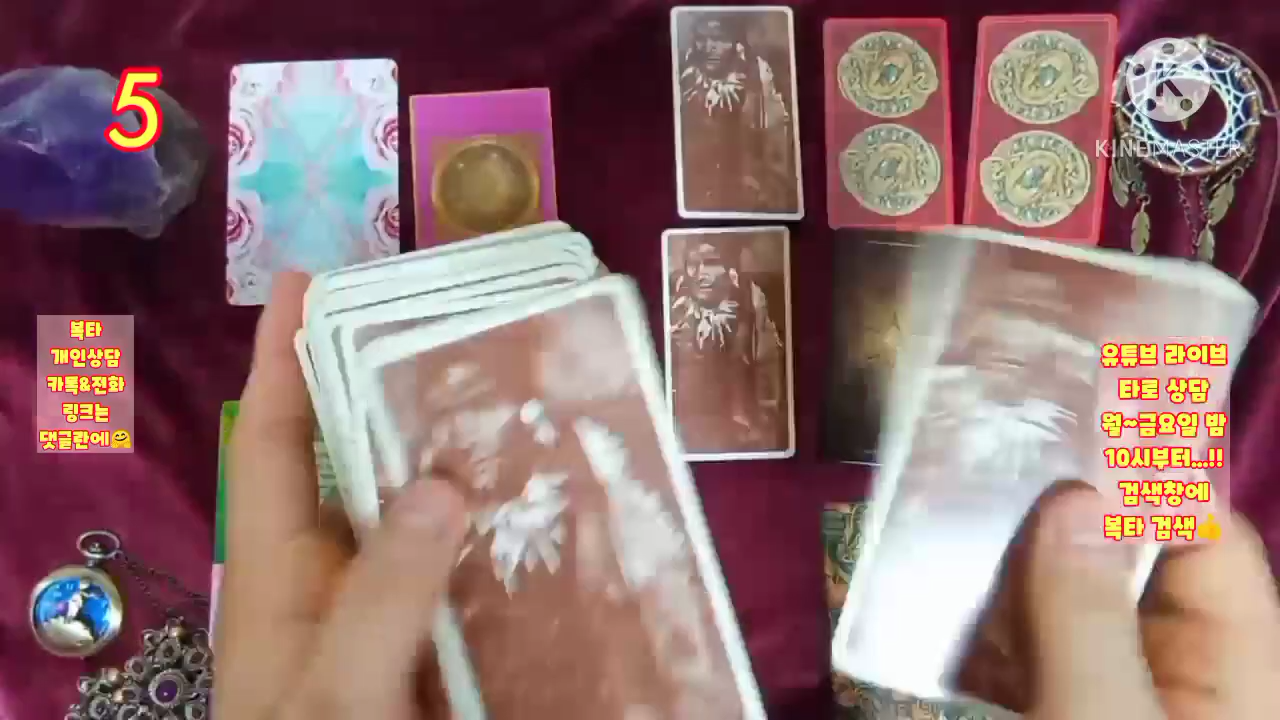 5
KINEMASTER
복타
개인상담
카톡&전화
링크는
댓글란에🤗
유튜브 라이브
타로 상담
월~금요일 밤
10시부터...!!
검색창에
복타 검색👍